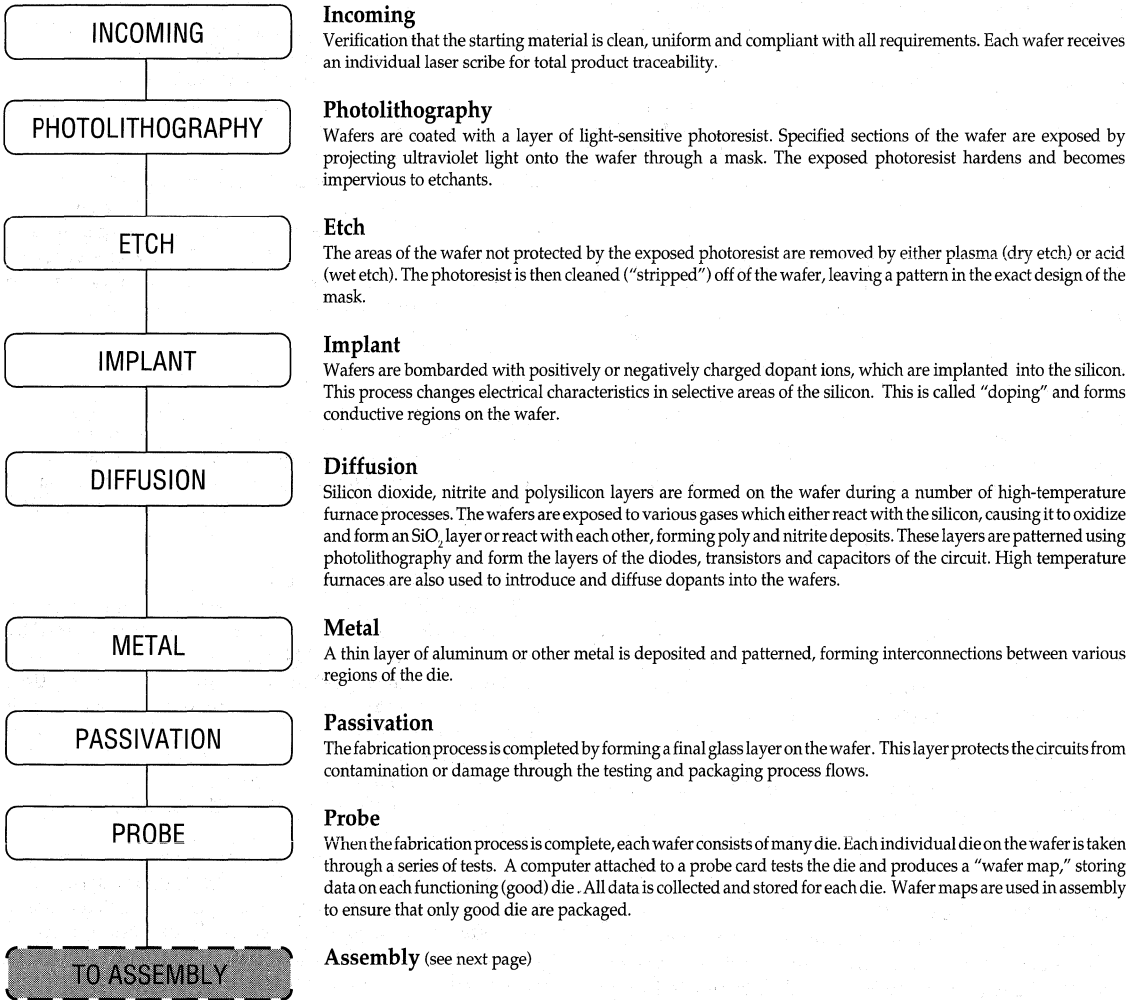 INCOMING
Incoming
Verification that the starting material is clean, uniform and compliant with all requirements. Each wafer receives
an individual laser scribe for total product traceability.
PHOTOLITHOGRAPHY
Photolithography
Wafers are coated with a layer of light-sensitive photoresist. Specified sections of the wafer are exposed by
projecting ultraviolet light onto the wafer through a mask. The exposed photoresist hardens and becomes
impervious to etchants.
ETCH
Etch
The areas of the wafer not protected by the exposed photoresist are removed by either plasma (dry etch) or acid
(wet etch). The photoresist is then cleaned ("stripped") off of the wafer, leaving a pattern in the exact design of the
mask.
IMPLANT
Implant
Wafers are bombarded with positively or negatively charged dopant ions, which are implanted into the silicon.
This process changes electrical characteristics in selective areas of the silicon. This is called "doping" and forms
conductive regions on the wafer.
DIFFUSION
Diffusion
Silicon dioxide, nitrite and polysilicon layers are formed on the wafer during a number of high-temperature
furnace processes. The wafers are exposed to various gases which either react with the silicon, causing it to oxidize
and form an SiO₂ layer or react with each other, forming poly and nitrite deposits. These layers are patterned using
photolithography and form the layers of the diodes, transistors and capacitors of the circuit. High temperature
furnaces are also used to introduce and diffuse dopants into the wafers.
METAL
Metal
A thin layer of aluminum or other metal is deposited and patterned, forming interconnections between various
regions of the die.
PASSIVATION
Passivation
The fabrication process is completed by forming a final glass layer on the wafer. This layer protects the circuits from
contamination or damage through the testing and packaging process flows.
PROBE
Probe
When the fabrication process is complete, each wafer consists of many die. Each individual die on the wafer is taken
through a series of tests. A computer attached to a probe card tests the die and produces a "wafer map," storing
data on each functioning (good) die. All data is collected and stored for each die. Wafer maps are used in assembly
to ensure that only good die are packaged.
TO ASSEMBLY
Assembly (see next page)